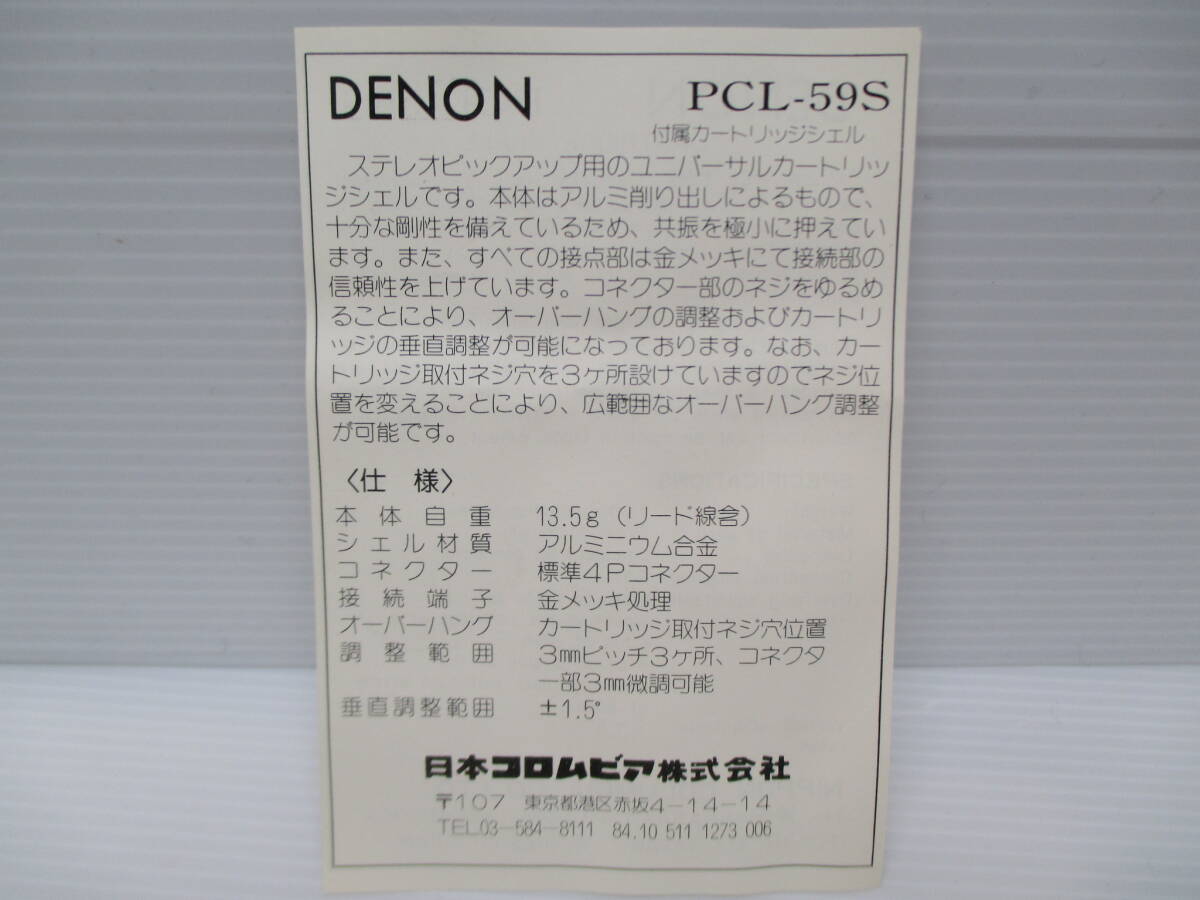 DENON PCL-59S
付属カートリッジシェル
ステレオピックアップ用のユニバーサルカートリッ
ジシェルです。本体はアルミ削り出しによるもので、
十分な剛性を備えているため、共振を極小に押えてい
ます。また、すべての接点部は金メッキにて接続部の
信頼性を上げています。コネクター部のネジをゆるめ
ることにより、オーバーハングの調整およびカートリ
ッジの垂直調整が可能になっております。なお、カー
トリッジ取付ネジ穴を3ケ所設けていますのでネジ位
置を変えることにより、広範囲なオーバーハング調整
が可能です。
〈仕 様〉
本体自重 13.5g(リード線含)
シェル材質 アルミニウム合金
コネクター 標準4Pコネクター
接続端子 金メッキ処理
オーバーハング カートリッジ取付ネジ穴位置
調整範囲 3mmピッチ3ケ所、コネクタ
ー部3mm微調可能
垂直調整範囲 ±1.5°
日本コロムビア株式会社
〒107 東京都港区赤坂4-14-14
TEL.03-584-8111 84.10 511 1273 006